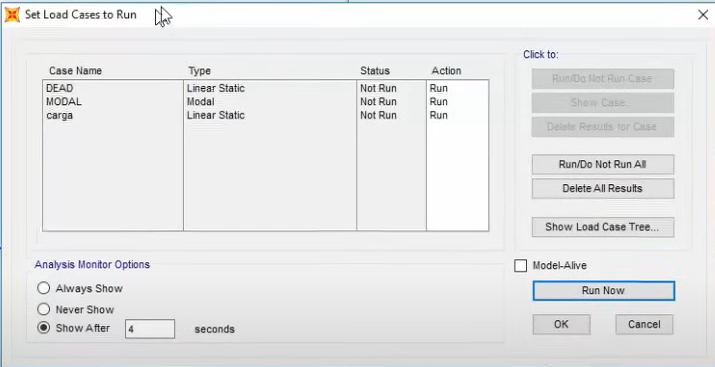 Set Load Cases to Run
Click to:
Case Name Type Status Action
DEAD Linear Static Not Run Run
MODAL Modal Not Run Run
carga Linear Static Not Run Run
Run/Do Not Run Case
Show Case...
Delete Results for Case
Run/Do Not Run All
Delete All Results
Show Load Case Tree...
Analysis Monitor Options
Always Show
Never Show
Show After 4 seconds
Model-Alive
Run Now
OK Cancel